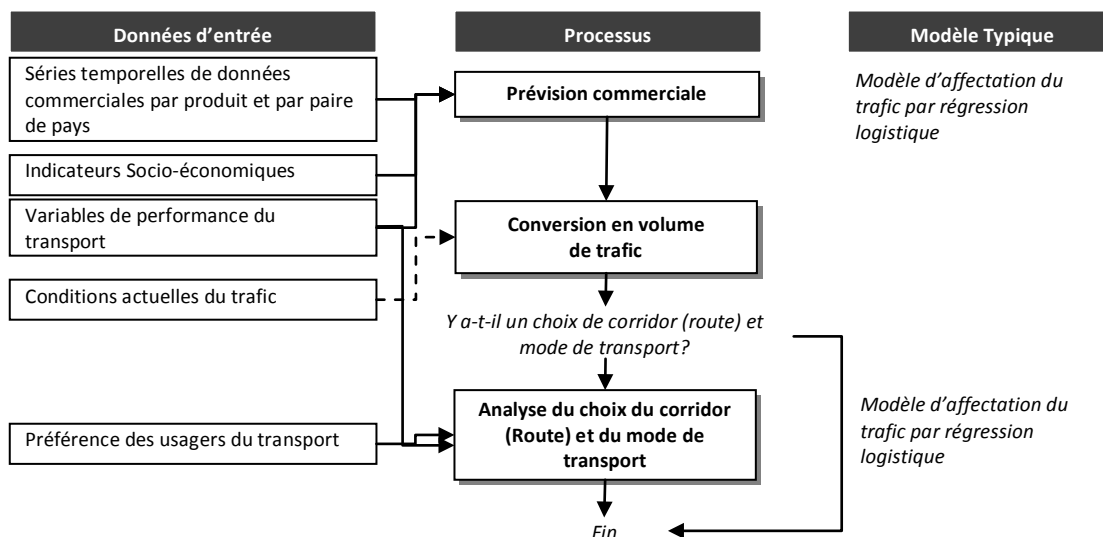 Données d'entrée
Processus
Modèle Typique
Séries temporelles de données
commerciales par produit et par paire
de pays
Prévision commerciale
Modèle d'affectation du
trafic par régression
logistique
Indicateurs Socio-économiques
Variables de performance du
transport
Conversion en volume
de trafic
Conditions actuelles du trafic
Y a-t-il un choix de corridor (route) et
mode de transport?
Préférence des usagers du transport
Analyse du choix du corridor
(Route) et du mode de
transport
Modèle d'affectation du
trafic par régression
logistique
Fin